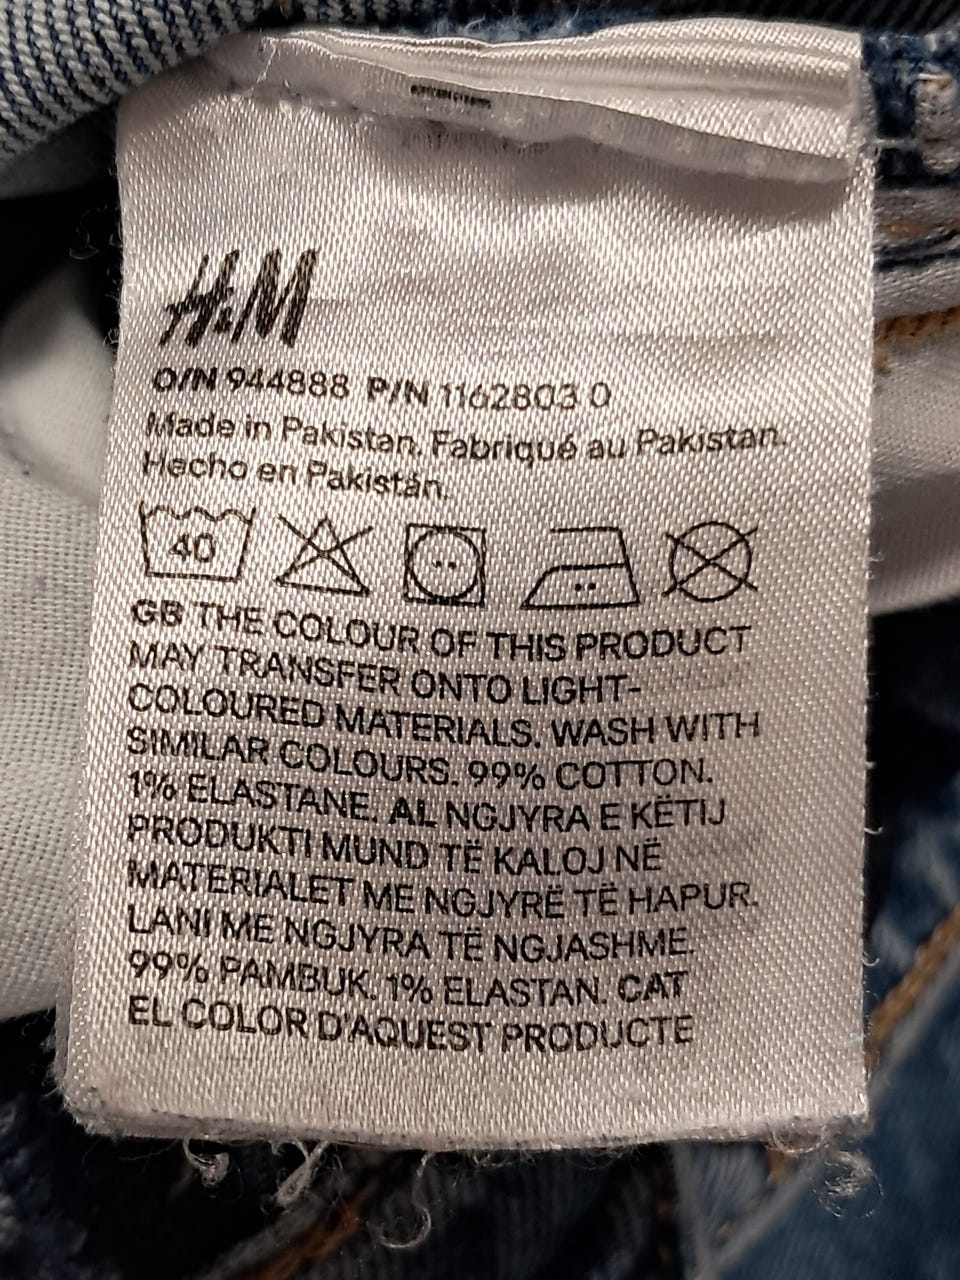 H&M
O/N 944888 P/N 1162803 0
Made in Pakistan. Fabriqué au Pakistan.
Hecho en Pakistán.
40
GB THE COLOUR OF THIS PRODUCT
MAY TRANSFER ONTO LIGHT-
COLOURED MATERIALS. WASH WITH
SIMILAR COLOURS. 99% COTTON.
1% ELASTANE. AL NGJYRA E KËTIJ
PRODUKTI MUND TË KALOJ NË
MATERIALET ME NGJYRË TË HAPUR.
LANI ME NGJYRA TË NGJASHME.
99% PAMBUK. 1% ELASTAN. CAT
EL COLOR D'AQUEST PRODUCTE